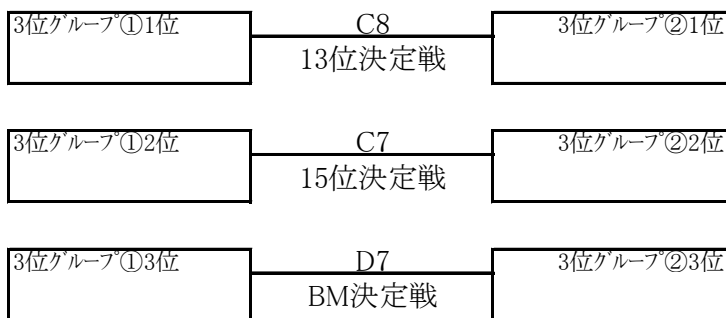 3位グループ①1位 C8 3位グループ②1位
13位決定戦
3位グループ①2位 C7 3位グループ②2位
15位決定戦
3位グループ①3位 D7 3位グループ②3位
BM決定戦